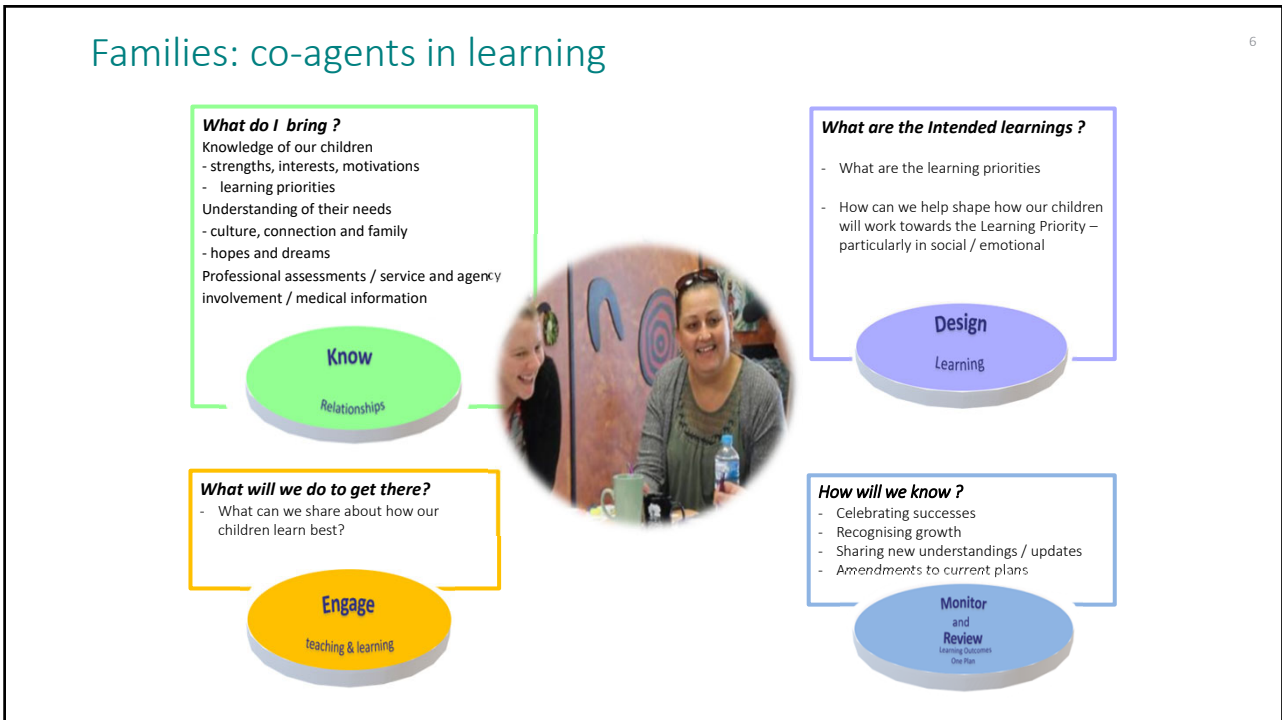 Families: co-agents in learning
6
What do I bring ?
Knowledge of our children
- strengths, interests, motivations
- learning priorities
Understanding of their needs
- culture, connection and family
- hopes and dreams
Professional assessments / service and agency
involvement / medical information
Know
Relationships
What are the Intended learnings ?
- What are the learning priorities
- How can we help shape how our children
will work towards the Learning Priority –
particularly in social / emotional
Design
Learning
What will we do to get there?
- What can we share about how our
children learn best?
Engage
teaching & learning
How will we know ?
- Celebrating successes
- Recognising growth
- Sharing new understandings / updates
- Amendments to current plans
Monitor
and
Review
Learning Outcomes
One Plan